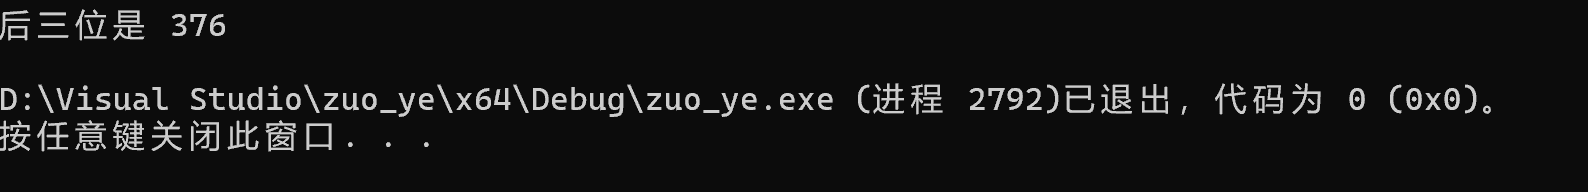 后三位是 376
D:\Visual Studio\zuo_ye\x64\Debug\zuo_ye.exe (进程 2792)已退出，代码为 0 (0x0)。
按任意键关闭此窗口. . .